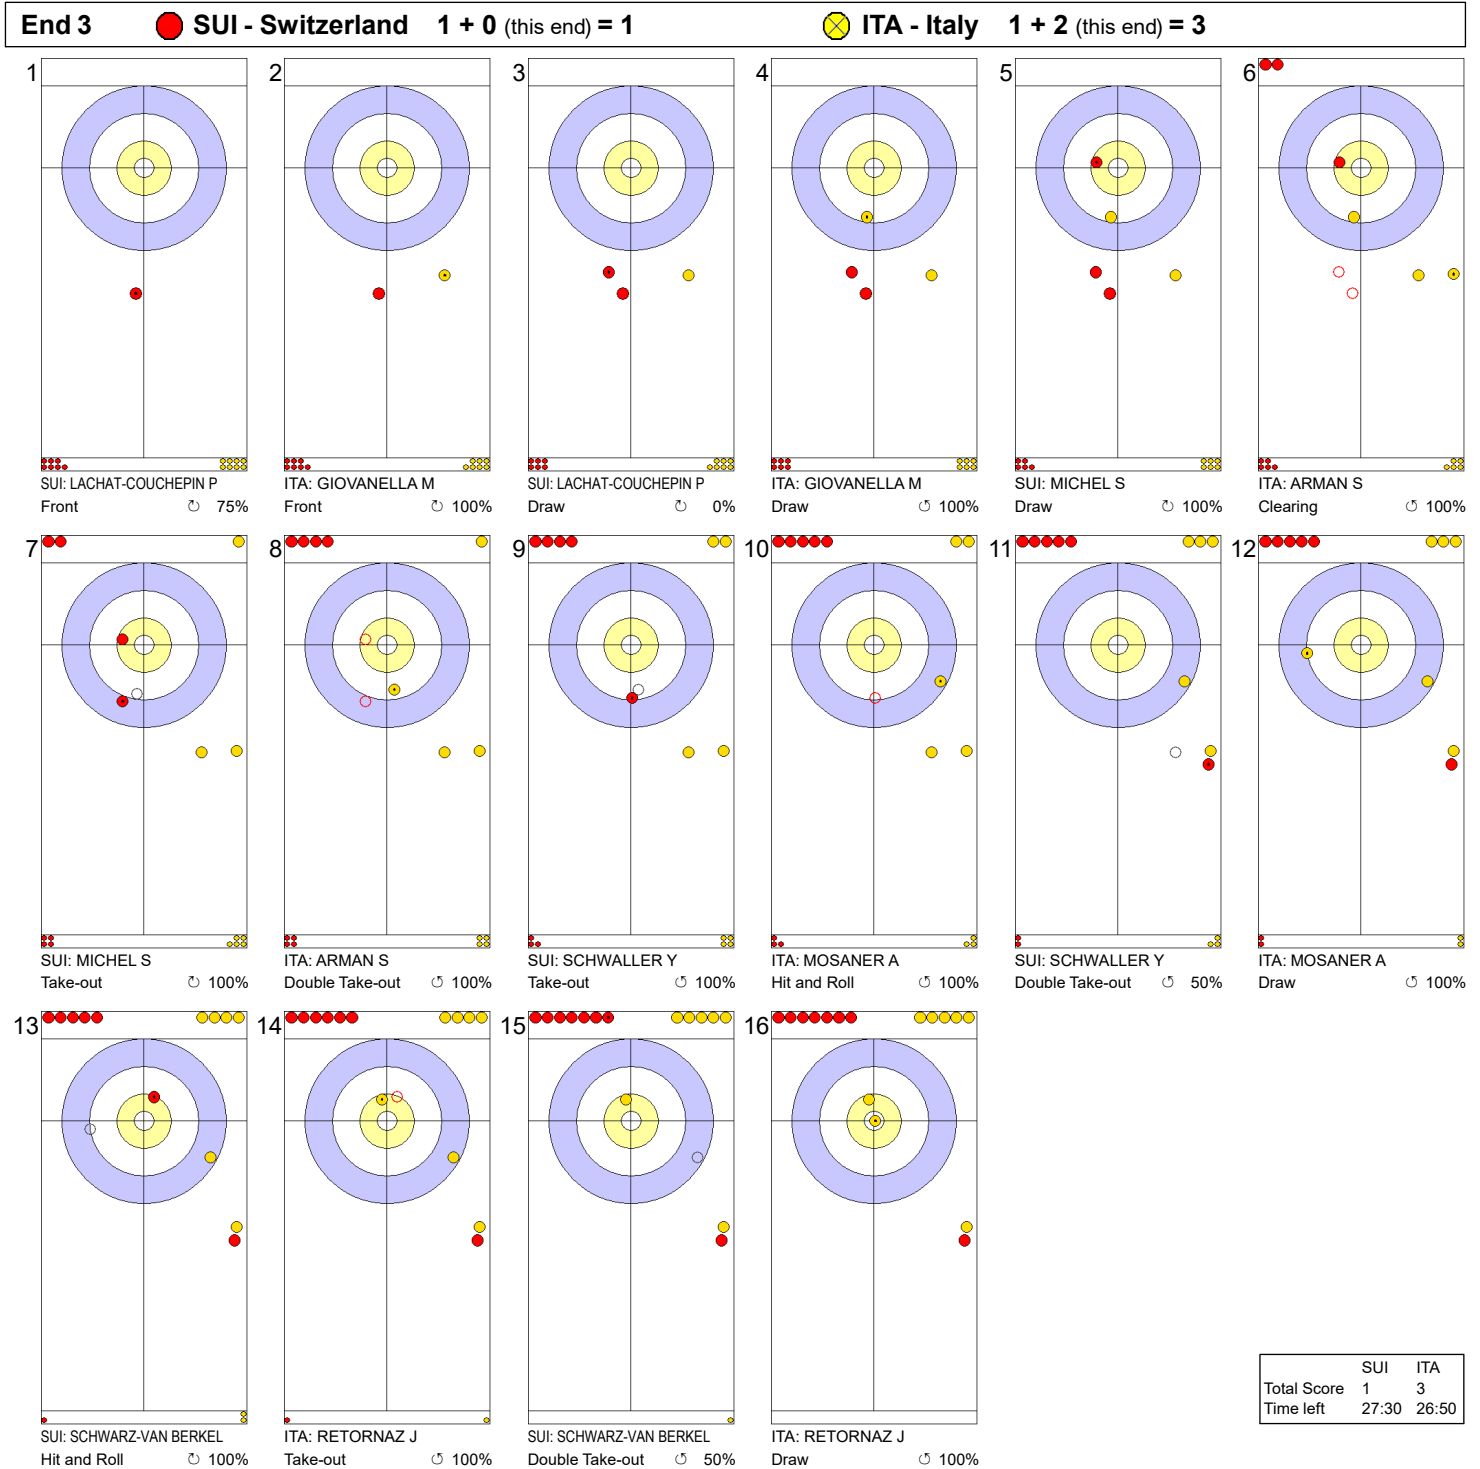 End 3 SUI - Switzerland 1 + 0 (this end) = 1 ITA - Italy 1 + 2 (this end) = 3
1 2 3 4 5 6
SUI: LACHAT-COUCHEPIN P ITA: GIOVANELLA M SUI: LACHAT-COUCHEPIN P ITA: GIOVANELLA M SUI: MICHEL S ITA: ARMAN S
Front ↻ 75% Front ↻ 100% Draw ↻ 0% Draw ↺ 100% Draw ↻ 100% Clearing ↻ 100%
7 8 9 10 11 12
SUI: MICHEL S ITA: ARMAN S SUI: SCHWALLER Y ITA: MOSANER A SUI: SCHWALLER Y ITA: MOSANER A
Take-out ↻ 100% Double Take-out ↺ 100% Take-out ↺ 100% Hit and Roll ↺ 100% Double Take-out ↺ 50% Draw ↻ 100%
13 14 15 16
SUI: SCHWARZ-VAN BERKEL ITA: RETORNAZ J SUI: SCHWARZ-VAN BERKEL ITA: RETORNAZ J
Hit and Roll ↻ 100% Take-out ↺ 100% Double Take-out ↺ 50% Draw ↺ 100%
SUI ITA
Total Score 1 3
Time left 27:30 26:50